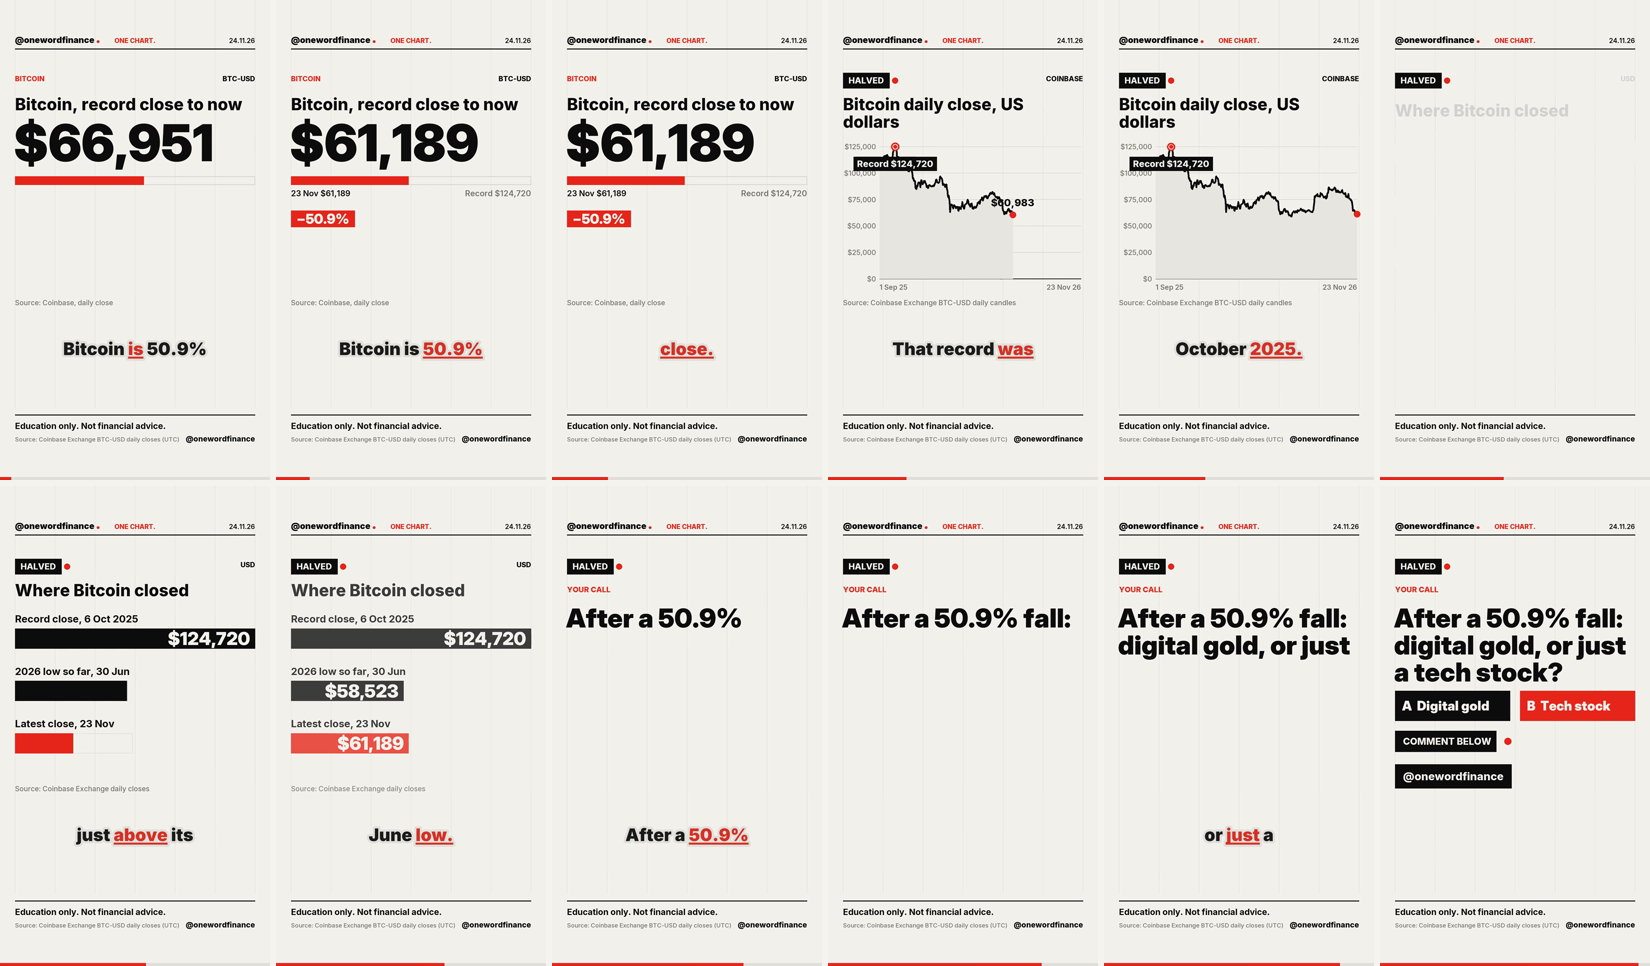 @onewordfinance ONE CHART. 24.11.26
BITCOIN BTC-USD
Bitcoin, record close to now
$66,951
Source: Coinbase, daily close
Bitcoin is 50.9%
Education only. Not financial advice.
Source: Coinbase Exchange BTC-USD daily closes (UTC) @onewordfinance
@onewordfinance ONE CHART. 24.11.26
BITCOIN BTC-USD
Bitcoin, record close to now
$61,189
23 Nov $61,189 Record $124,720
−50.9%
Source: Coinbase, daily close
Bitcoin is 50.9%
Education only. Not financial advice.
Source: Coinbase Exchange BTC-USD daily closes (UTC) @onewordfinance
@onewordfinance ONE CHART. 24.11.26
BITCOIN BTC-USD
Bitcoin, record close to now
$61,189
23 Nov $61,189 Record $124,720
−50.9%
Source: Coinbase, daily close
close.
Education only. Not financial advice.
Source: Coinbase Exchange BTC-USD daily closes (UTC) @onewordfinance
@onewordfinance ONE CHART. 24.11.26
HALVED COINBASE
Bitcoin daily close, US
dollars
$125,000
Record $124,720
$100,000
$75,000
$60,983
$50,000
$25,000
$0
1 Sep 25 23 Nov 26
Source: Coinbase Exchange BTC-USD daily candles
That record was
Education only. Not financial advice.
Source: Coinbase Exchange BTC-USD daily closes (UTC) @onewordfinance
@onewordfinance ONE CHART. 24.11.26
HALVED COINBASE
Bitcoin daily close, US
dollars
$125,000
Record $124,720
$100,000
$75,000
$50,000
$25,000
$0
1 Sep 25 23 Nov 26
Source: Coinbase Exchange BTC-USD daily candles
October 2025.
Education only. Not financial advice.
Source: Coinbase Exchange BTC-USD daily closes (UTC) @onewordfinance
@onewordfinance ONE CHART. 24.11.26
HALVED USD
Where Bitcoin closed
Education only. Not financial advice.
Source: Coinbase Exchange BTC-USD daily closes (UTC) @onewordfinance
@onewordfinance ONE CHART. 24.11.26
HALVED USD
Where Bitcoin closed
Record close, 6 Oct 2025
$124,720
2026 low so far, 30 Jun
Latest close, 23 Nov
Source: Coinbase Exchange daily closes
just above its
Education only. Not financial advice.
Source: Coinbase Exchange BTC-USD daily closes (UTC) @onewordfinance
@onewordfinance ONE CHART. 24.11.26
HALVED USD
Where Bitcoin closed
Record close, 6 Oct 2025
$124,720
2026 low so far, 30 Jun
$58,523
Latest close, 23 Nov
$61,189
Source: Coinbase Exchange daily closes
June low.
Education only. Not financial advice.
Source: Coinbase Exchange BTC-USD daily closes (UTC) @onewordfinance
@onewordfinance ONE CHART. 24.11.26
HALVED
YOUR CALL
After a 50.9%
After a 50.9%
Education only. Not financial advice.
Source: Coinbase Exchange BTC-USD daily closes (UTC) @onewordfinance
@onewordfinance ONE CHART. 24.11.26
HALVED
YOUR CALL
After a 50.9% fall:
Education only. Not financial advice.
Source: Coinbase Exchange BTC-USD daily closes (UTC) @onewordfinance
@onewordfinance ONE CHART. 24.11.26
HALVED
YOUR CALL
After a 50.9% fall:
digital gold, or just
or just a
Education only. Not financial advice.
Source: Coinbase Exchange BTC-USD daily closes (UTC) @onewordfinance
@onewordfinance ONE CHART. 24.11.26
HALVED
YOUR CALL
After a 50.9% fall:
digital gold, or just
a tech stock?
A Digital gold B Tech stock
COMMENT BELOW
@onewordfinance
Education only. Not financial advice.
Source: Coinbase Exchange BTC-USD daily closes (UTC) @onewordfinance